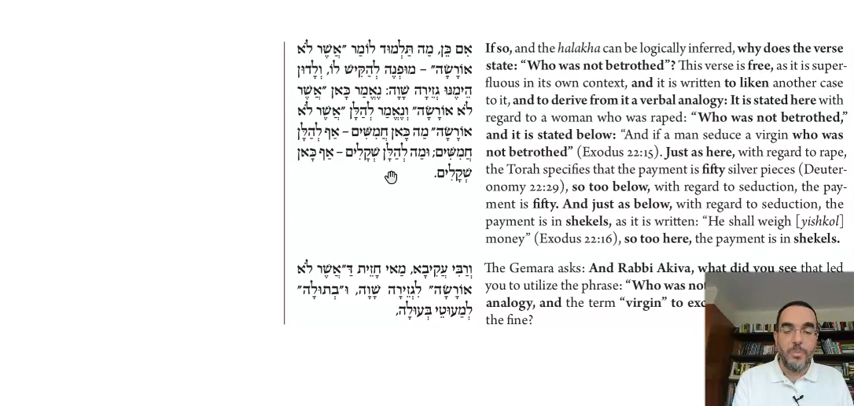 אִם כֵּן, מַה תַּלְמוּד לוֹמַר ״אֲשֶׁר לֹא
אוֹרָשָׂה״ – מוּפְנֶה לְהַקִּישׁ לוֹ, וְלָדוּן
הֵימֶנּוּ גְּזֵירָה שָׁוָה: נֶאֱמַר כָּאן ״אֲשֶׁר
לֹא אוֹרָשָׂה״ וְנֶאֱמַר לְהַלָּן ״אֲשֶׁר לֹא
אוֹרָשָׂה״ מַה כָּאן חֲמִשִּׁים – אַף לְהַלָּן
חֲמִשִּׁים; וּמַה לְהַלָּן שְׁקָלִים – אַף כָּאן
שְׁקָלִים.
וְרַבִּי עֲקִיבָא, מַאי חָזֵית דַּ״אֲשֶׁר לֹא
אוֹרָשָׂה״ לִגְזֵירָה שָׁוָה, וּ״בְתוּלָה״
לְמַעוּטֵי בְּעוּלָה,
If so, and the halakha can be logically inferred, why does the verse
state: “Who was not betrothed”? This verse is free, as it is super-
fluous in its own context, and it is written to liken another case
to it, and to derive from it a verbal analogy: It is stated here with
regard to a woman who was raped: “Who was not betrothed,”
and it is stated below: “And if a man seduce a virgin who was
not betrothed” (Exodus 22:15). Just as here, with regard to rape,
the Torah specifies that the payment is fifty silver pieces (Deuter-
onomy 22:29), so too below, with regard to seduction, the pay-
ment is fifty. And just as below, with regard to seduction, the
payment is in shekels, as it is written: “He shall weigh [yishkol]
money” (Exodus 22:16), so too here, the payment is in shekels.
The Gemara asks: And Rabbi Akiva, what did you see that led
you to utilize the phrase: “Who was not
analogy, and the term “virgin” to
the fine?